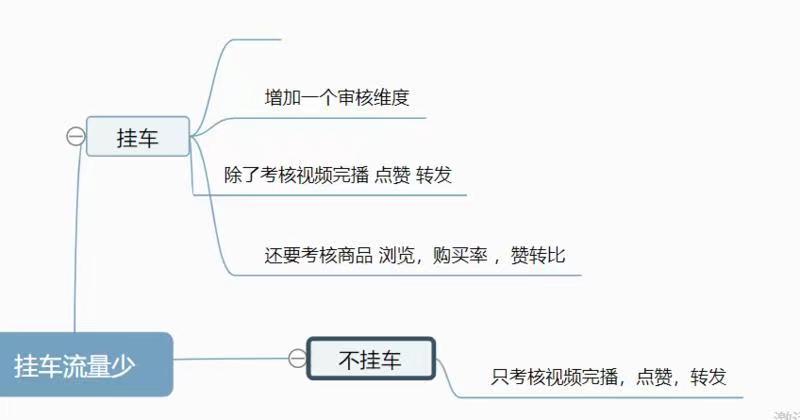 增加一个审核维度
挂车
除了考核视频完播 点赞 转发
还要考核商品 浏览，购买率 ，赞转比
挂车流量少
不挂车
只考核视频完播，点赞，转发